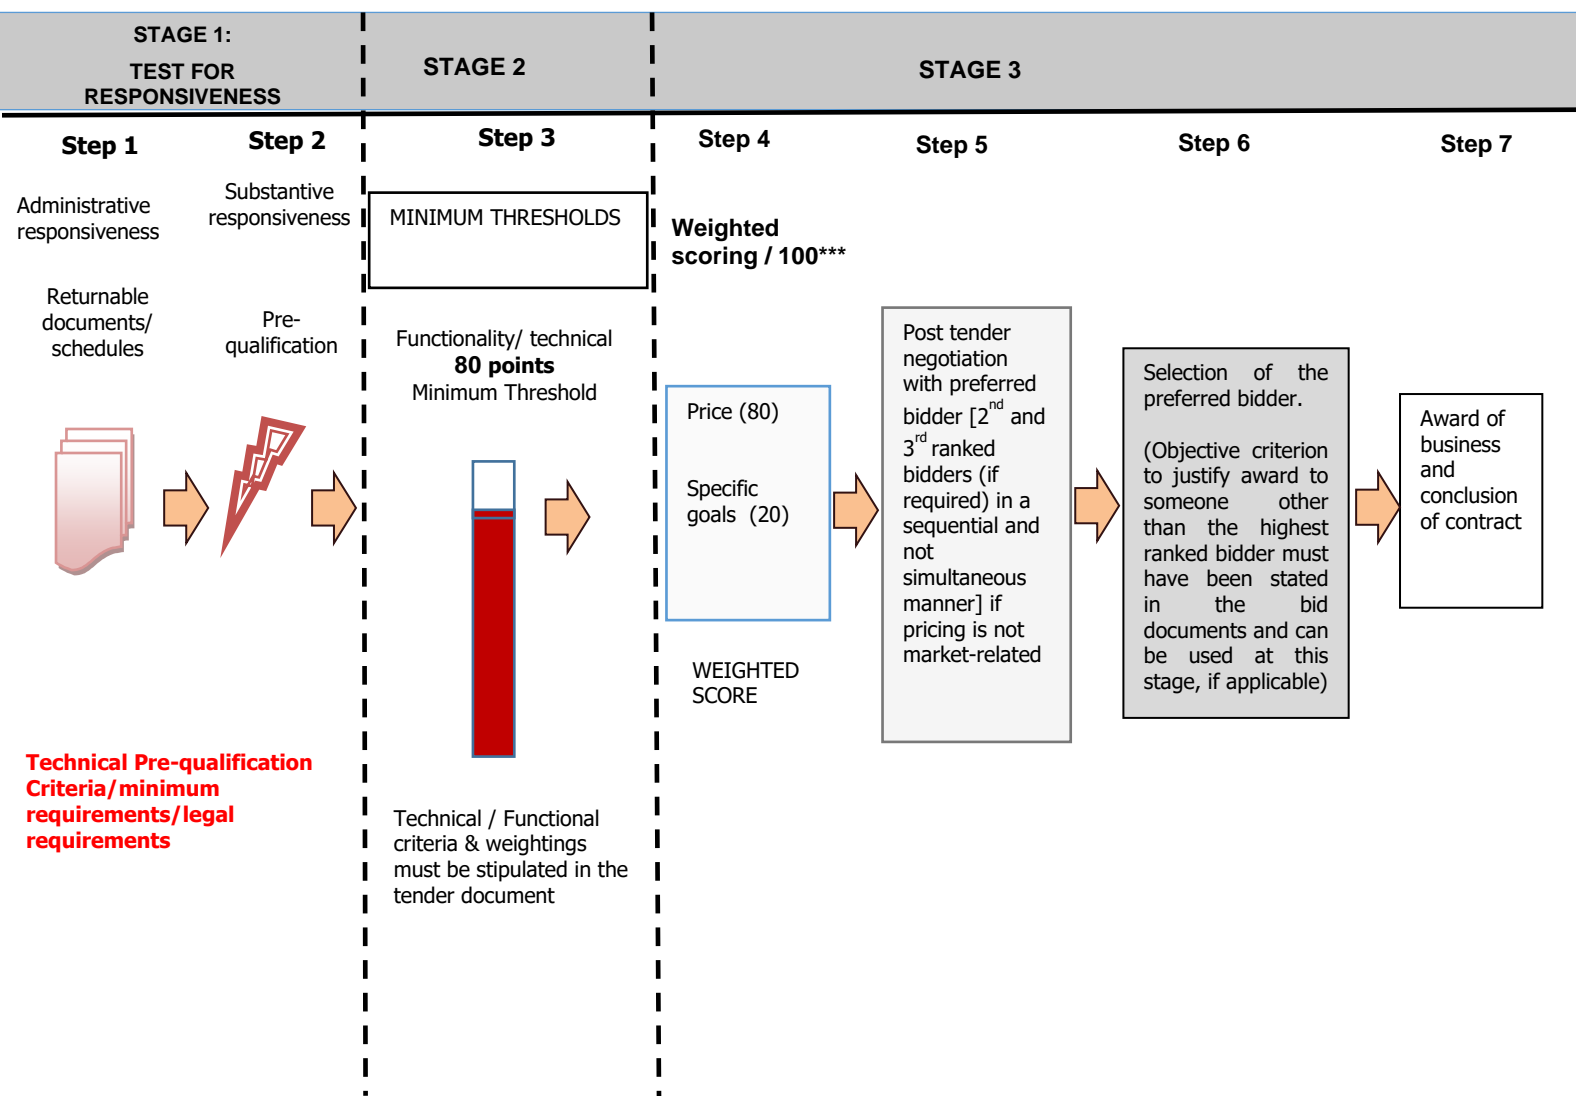 STAGE 1:
TEST FOR
RESPONSIVENESS
STAGE 2
STAGE 3
Step 1
Step 2
Step 3
Step 4
Step 5
Step 6
Step 7
Administrative
responsiveness
Returnable
documents/
schedules
Substantive
responsiveness
Pre-
qualification
Technical Pre-qualification
Criteria/minimum
requirements/legal
requirements
MINIMUM THRESHOLDS
Functionality/ technical
80 points
Minimum Threshold
Technical / Functional
criteria & weightings
must be stipulated in the
tender document
Weighted
scoring / 100***
Price (80)
Specific
goals (20)
WEIGHTED
SCORE
Post tender
negotiation
with preferred
bidder [2nd and
3rd ranked
bidders (if
required) in a
sequential and
not
simultaneous
manner] if
pricing is not
market-related
Selection of the
preferred bidder.
(Objective criterion
to justify award to
someone other
than the highest
ranked bidder must
have been stated
in the bid
documents and can
be used at this
stage, if applicable)
Award of
business
and
conclusion
of contract